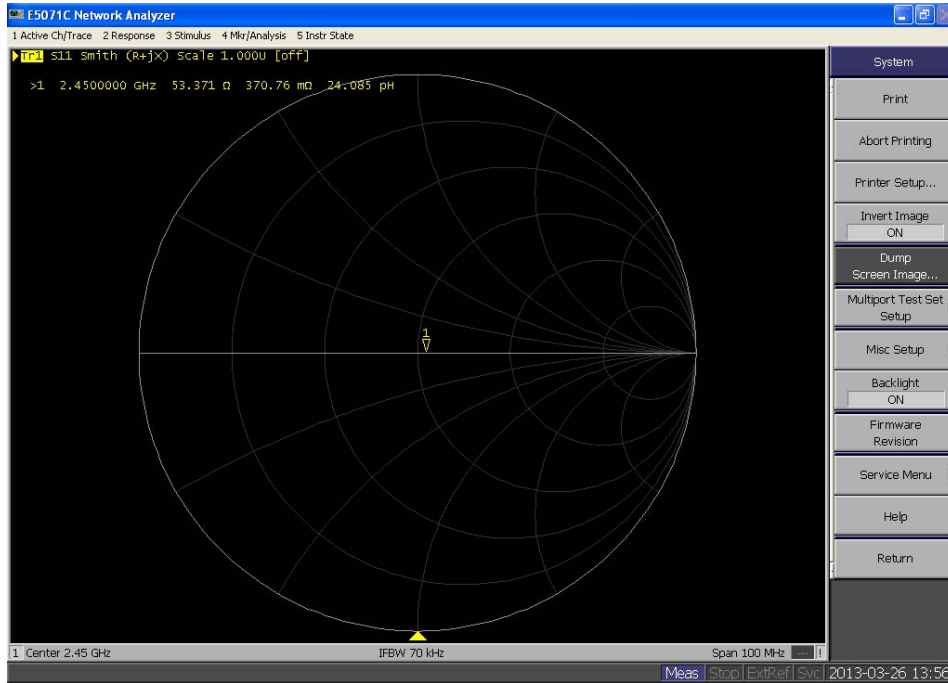 E5071C Network Analyzer
1 Active Ch/Trace 2 Response 3 Stimulus 4 Mkr/Analysis 5 Instr State
Tr1 S11 Smith (R+jX) Scale 1.000U [off]
>1 2.4500000 GHz 53.371 Ω 370.76 mΩ 24.085 pH
1
System
Print
Abort Printing
Printer Setup...
Invert Image
ON
Dump
Screen Image...
Multiport Test Set
Setup
Misc Setup
Backlight
ON
Firmware
Revision
Service Menu
Help
Return
1 Center 2.45 GHz IFBW 70 kHz Span 100 MHz --- !
Meas Stop ExtRef Svc 2013-03-26 13:56